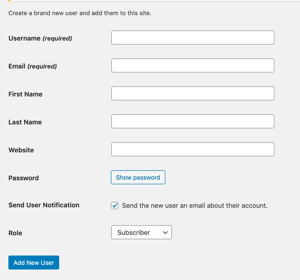 Create a brand new user and add them to this site.
Username (required)
Email (required)
First Name
Last Name
Website
Password Show password
Send User Notification Send the new user an email about their account.
Role Subscriber
Add New User